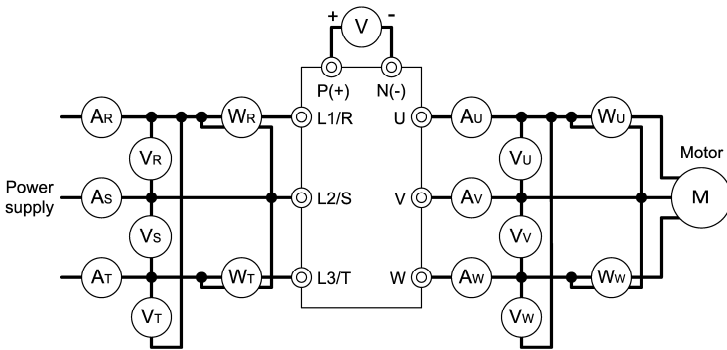 + V -
P(+) N(-)
AR WR L1/R U AU WU
VR VU
Motor
Power supply
AS L2/S V AV M
VS VV
AT WT L3/T W AW WW
VT VW